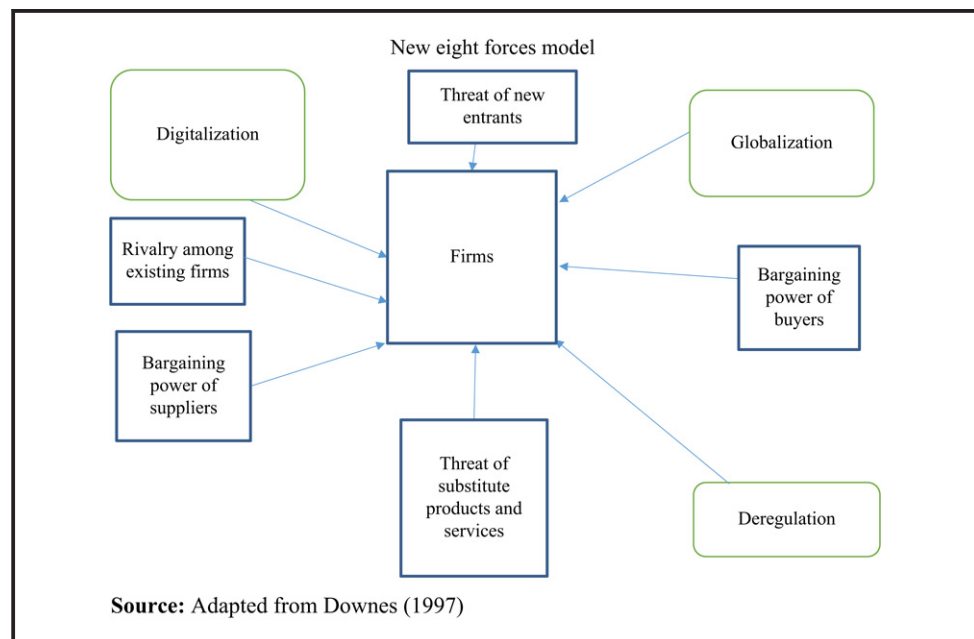 New eight forces model
Threat of new
entrants
Digitalization
Globalization
Rivalry among
existing firms
Firms
Bargaining
power of
buyers
Bargaining
power of
suppliers
Threat of
substitute
products and
services
Deregulation
Source: Adapted from Downes (1997)